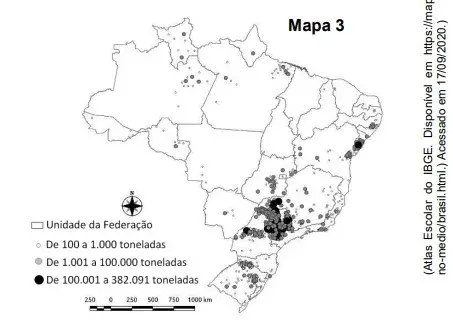 Mapa 3
Unidade da Federação
De 100 a 1.000 toneladas
De 1.001 a 100.000 toneladas
De 100.001 a 382.091 toneladas
250 0 250 500 750 1000 km
(Atlas Escolar do IBGE. Disponível em https://map
no-medio/brasil.html.) Acessado em 17/09/2020.)